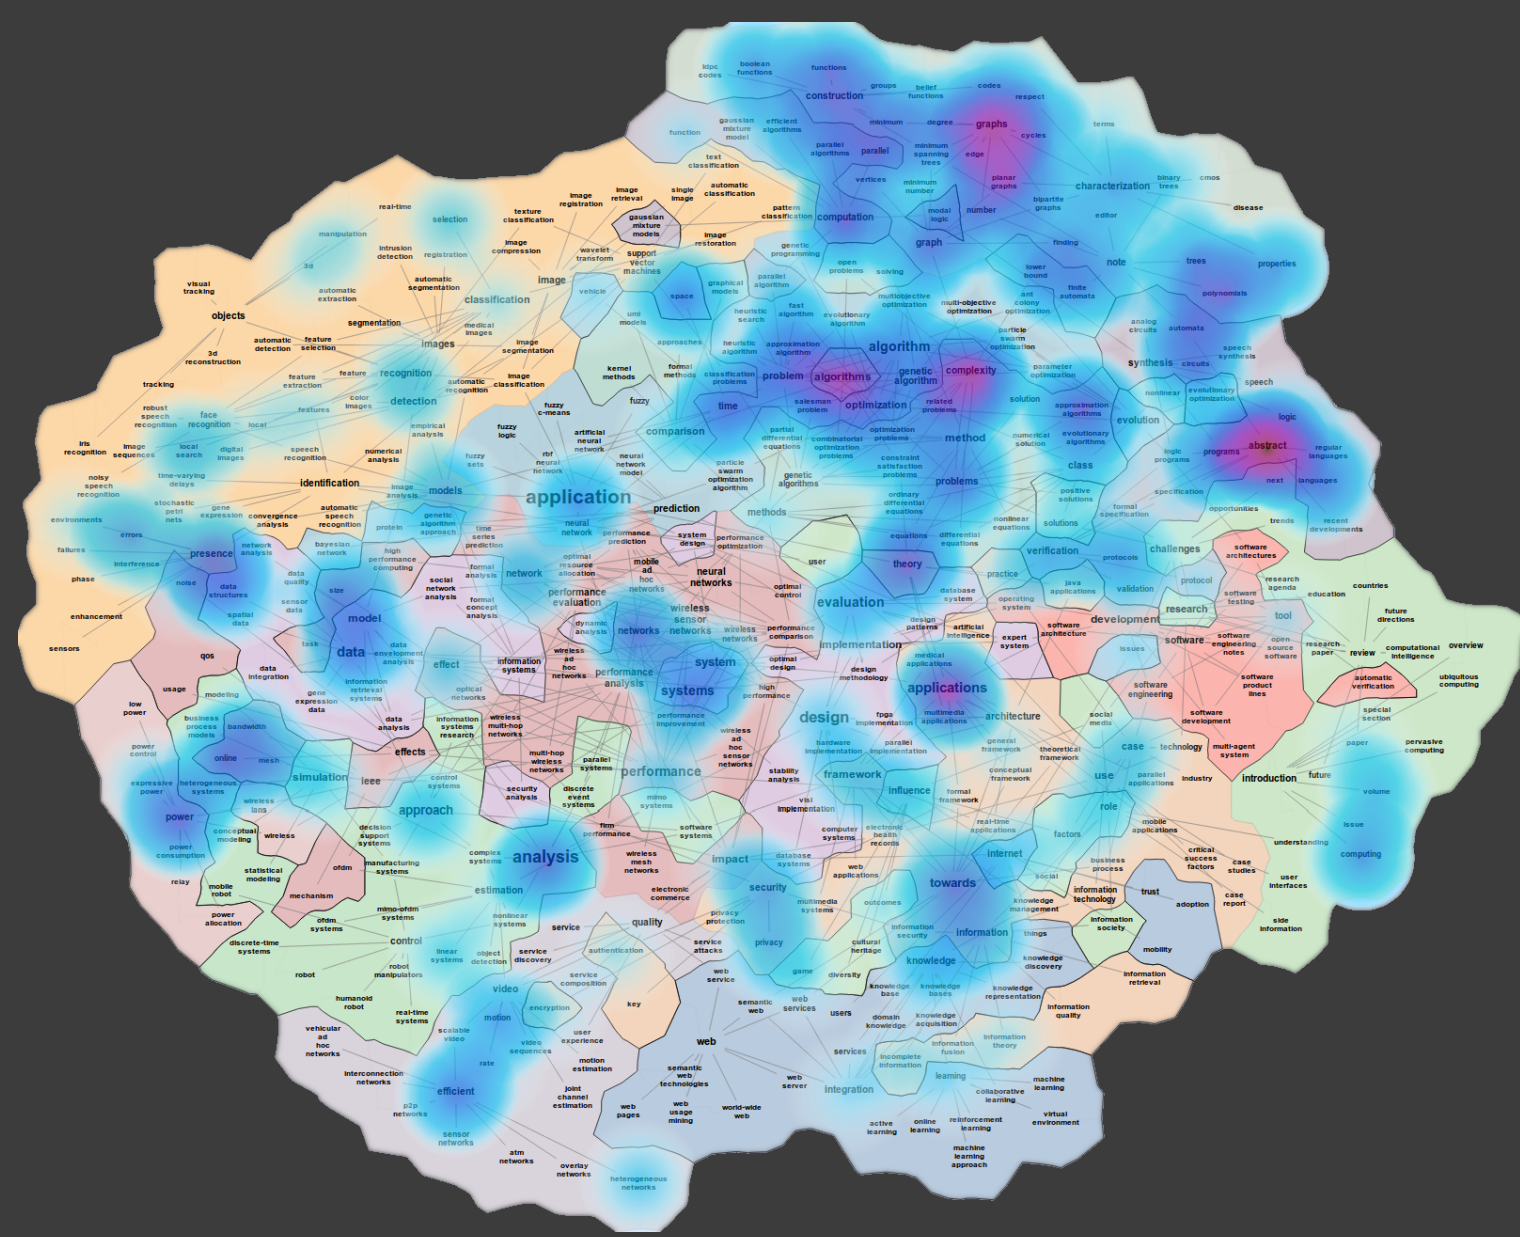 ldpc
codes
boolean
functions
functions
construction
groups
belief
functions
codes
respect
function
gaussian
mixture
model
efficient
algorithms
minimum
degree
graphs
cycles
terms
text
classification
parallel
algorithms
parallel
minimum
spanning
trees
edge
planar
graphs
characterization
binary
trees
cmos
disease
image
registration
image
retrieval
single
image
automatic
classification
vertices
minimum
number
bipartite
graphs
real-time
selection
texture
classification
gaussian
mixture
models
pattern
classification
computation
modal
logic
number
editor
manipulation
intrusion
detection
registration
image
compression
wavelet
transform
support
vector
machines
image
restoration
genetic
programming
graph
finding
3d
automatic
segmentation
image
open
problems
solving
lower
bound
note
trees
properties
visual
tracking
automatic
extraction
classification
vehicle
space
graphical
models
parallel
algorithm
multiobjective
optimization
multi-objective
optimization
ant
colony
optimization
finite
automata
polynomials
objects
segmentation
medical
images
uml
models
heuristic
search
fast
algorithm
evolutionary
algorithm
particle
swarm
optimization
analog
circuits
automata
automatic
detection
feature
selection
images
image
segmentation
approaches
heuristic
algorithm
approximation
algorithm
algorithm
synthesis
circuits
speech
synthesis
3d
reconstruction
tracking
feature
extraction
feature
recognition
automatic
recognition
image
classification
kernel
methods
formal
methods
classification
problems
problem
algorithms
genetic
algorithm
complexity
parameter
optimization
speech
robust
speech
recognition
face
recognition
local
features
color
images
detection
fuzzy
c-means
fuzzy
time
salesman
problem
optimization
related
problems
solution
approximation
algorithms
nonlinear
evolutionary
optimization
evolution
logic
iris
recognition
image
sequences
local
search
digital
images
speech
recognition
numerical
analysis
empirical
analysis
fuzzy
logic
artificial
neural
network
comparison
partial
differential
equations
combinatorial
optimization
problems
optimization
problems
method
numerical
solution
evolutionary
algorithms
logic
programs
programs
abstract
regular
languages
noisy
speech
recognition
time-varying
delays
identification
image
analysis
models
fuzzy
sets
rbf
neural
network
neural
network
model
particle
swarm
optimization
algorithm
genetic
algorithms
constraint
satisfaction
problems
problems
class
positive
solutions
specification
next
languages
environments
stochastic
petri
nets
gene
expression
convergence
analysis
automatic
speech
recognition
protein
genetic
algorithm
approach
application
prediction
methods
ordinary
differential
equations
nonlinear
equations
solutions
formal
specification
opportunities
trends
recent
developments
errors
failures
interference
presence
network
analysis
bayesian
network
high
performance
computing
time
series
prediction
neural
network
performance
prediction
system
design
performance
optimization
equations
differential
equations
verification
protocols
challenges
software
architectures
phase
noise
data
structures
data
quality
size
formal
analysis
network
optimal
resource
allocation
mobile
ad
hoc
networks
neural
networks
user
theory
practice
java
applications
validation
protocol
research
agenda
countries
enhancement
spatial
data
sensor
data
model
social
network
analysis
formal
concept
analysis
performance
evaluation
wireless
sensor
networks
optimal
control
evaluation
database
system
operating
system
research
software
testing
education
tool
future
directions
sensors
qos
task
data
data
envelopment
analysis
dynamic
analysis
networks
wireless
networks
performance
comparison
implementation
design
patterns
artificial
intelligence
expert
system
software
architecture
development
issues
software
software
engineering
notes
open
source
software
research
paper
review
computational
intelligence
overview
data
integration
effect
information
systems
wireless
ad
hoc
networks
system
optimal
design
medical
applications
usage
modeling
information
retrieval
systems
optical
networks
performance
analysis
systems
high
performance
design
methodology
applications
software
engineering
software
product
lines
automatic
verification
ubiquitous
computing
low
power
business
process
models
bandwidth
gene
expression
data
data
analysis
information
systems
research
wireless
multi-hop
networks
performance
improvement
design
fpga
implementation
multimedia
applications
architecture
social
media
software
development
special
section
power
control
online
mesh
effects
multi-hop
wireless
networks
parallel
systems
wireless
ad
hoc
sensor
networks
hardware
implementation
parallel
implementation
general
framework
theoretical
framework
case
technology
multi-agent
system
paper
pervasive
computing
expressive
power
heterogeneous
systems
simulation
ieee
control
systems
performance
stability
analysis
framework
influence
conceptual
framework
use
parallel
applications
industry
introduction
future
power
wireless
lans
approach
security
analysis
discrete
event
systems
mimo
systems
vlsi
implementation
formal
framework
role
volume
conceptual
modeling
wireless
decision
support
systems
firm
performance
software
systems
computer
systems
electronic
health
records
real-time
applications
factors
mobile
applications
issue
power
consumption
statistical
modeling
ofdm
manufacturing
systems
complex
systems
analysis
wireless
mesh
networks
impact
database
systems
web
applications
internet
business
process
critical
success
factors
case
studies
understanding
computing
relay
mobile
robot
mechanism
estimation
electronic
commerce
security
towards
social
information
technology
trust
user
interfaces
power
allocation
ofdm
systems
mimo-ofdm
systems
nonlinear
systems
service
quality
privacy
protection
multimedia
systems
outcomes
knowledge
management
adoption
case
report
discrete-time
systems
control
linear
systems
object
detection
service
discovery
authentication
service
attacks
privacy
cultural
heritage
information
security
information
things
information
society
mobility
side
information
robot
robot
manipulators
video
service
composition
web
service
game
diversity
knowledge
knowledge
discovery
information
retrieval
humanoid
robot
real-time
systems
motion
encryption
key
semantic
web
web
services
users
knowledge
base
knowledge
bases
knowledge
representation
information
quality
vehicular
ad
hoc
networks
scalable
video
video
sequences
user
experience
web
domain
knowledge
knowledge
acquisition
information
fusion
information
theory
interconnection
networks
rate
efficient
motion
estimation
semantic
web
technologies
web
server
services
incomplete
information
learning
integration
machine
learning
collaborative
learning
p2p
networks
joint
channel
estimation
web
pages
web
usage
mining
world-wide
web
active
learning
online
learning
reinforcement
learning
virtual
environment
sensor
networks
atm
networks
overlay
networks
heterogeneous
networks
machine
learning
approach